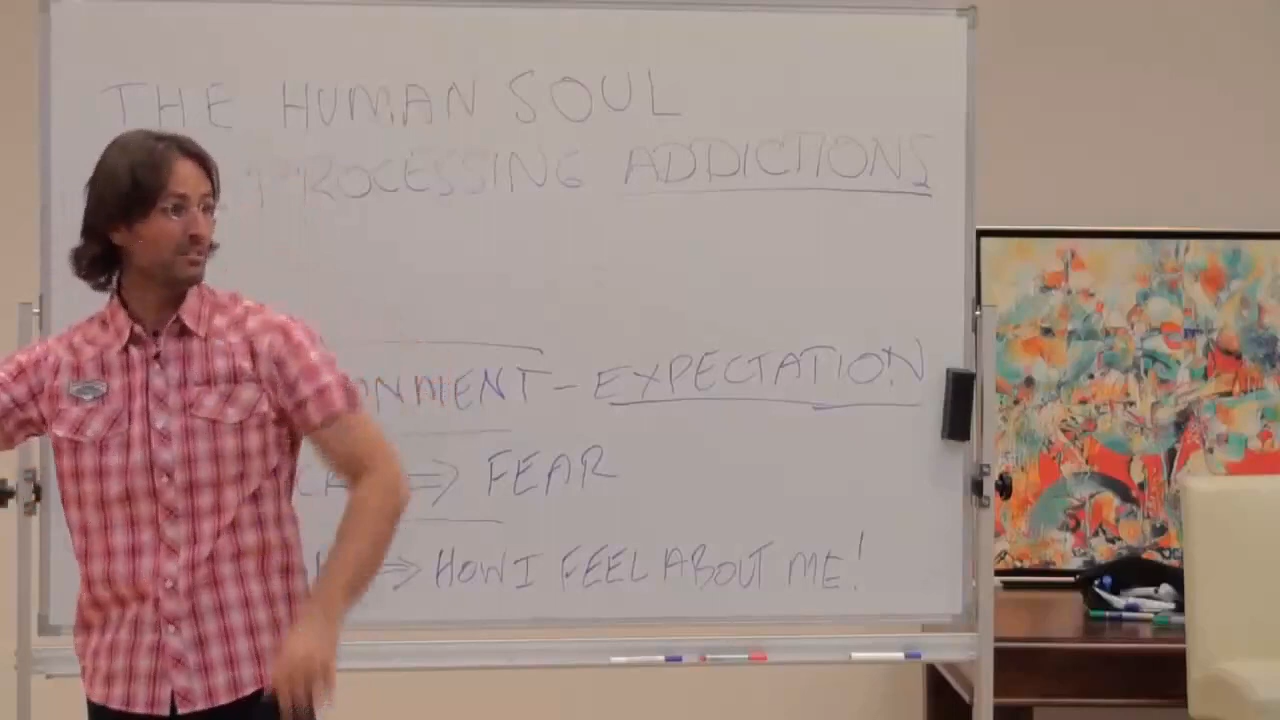 THE HUMAN SOUL
PROCESSING ADDICTIONS
– EXPECTATION
⇒ FEAR
⇒ HOW I FEEL ABOUT ME!